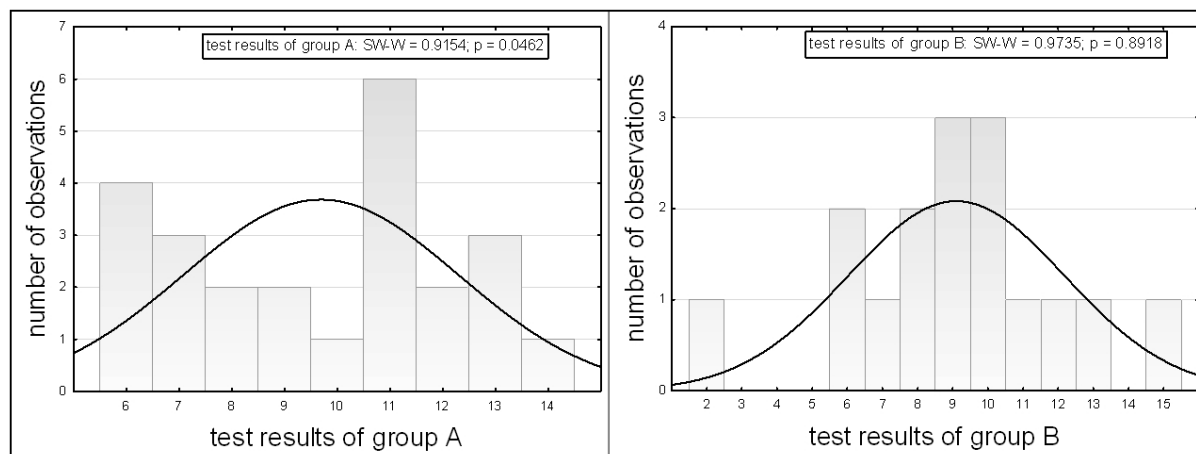 test results of group A: SW-W = 0.9154; p = 0.0462
number of observations
7
6
5
4
3
2
1
0
6 7 8 9 10 11 12 13 14
test results of group A
test results of group B: SW-W = 0.9735; p = 0.8918
number of observations
4
3
2
1
0
2 3 4 5 6 7 8 9 10 11 12 13 14 15
test results of group B